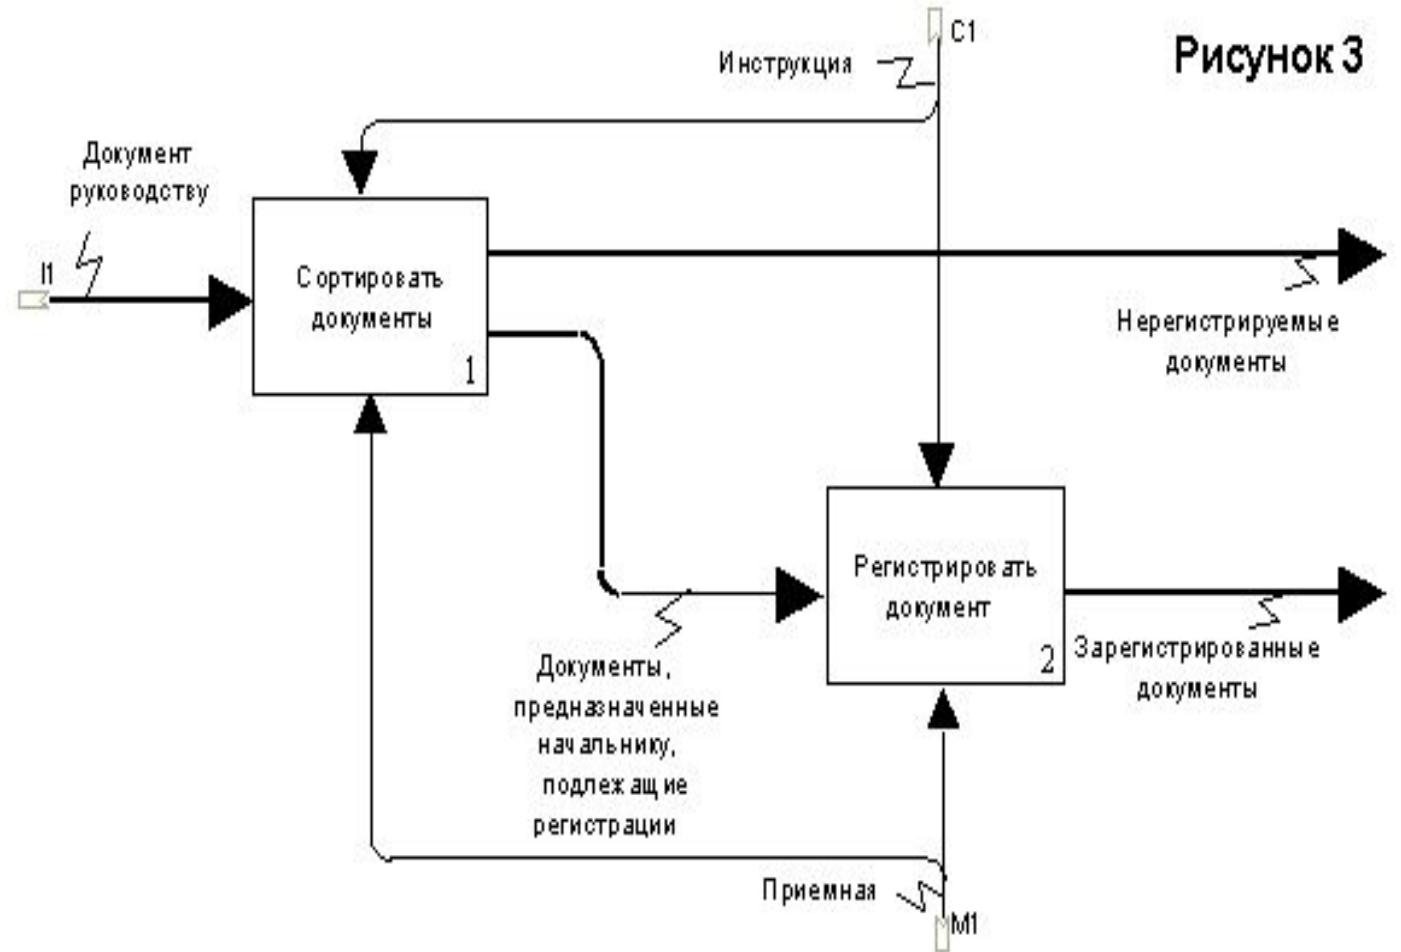 C1
Рисунок 3
Инструкция
Документ
руководству
I1
Сортировать
документы
1
Нерегистрируемые
документы
Регистрировать
документ
2
Зарегистрированные
документы
Документы,
предназначенные
начальнику,
подлежащие
регистрации
Приемная
M1